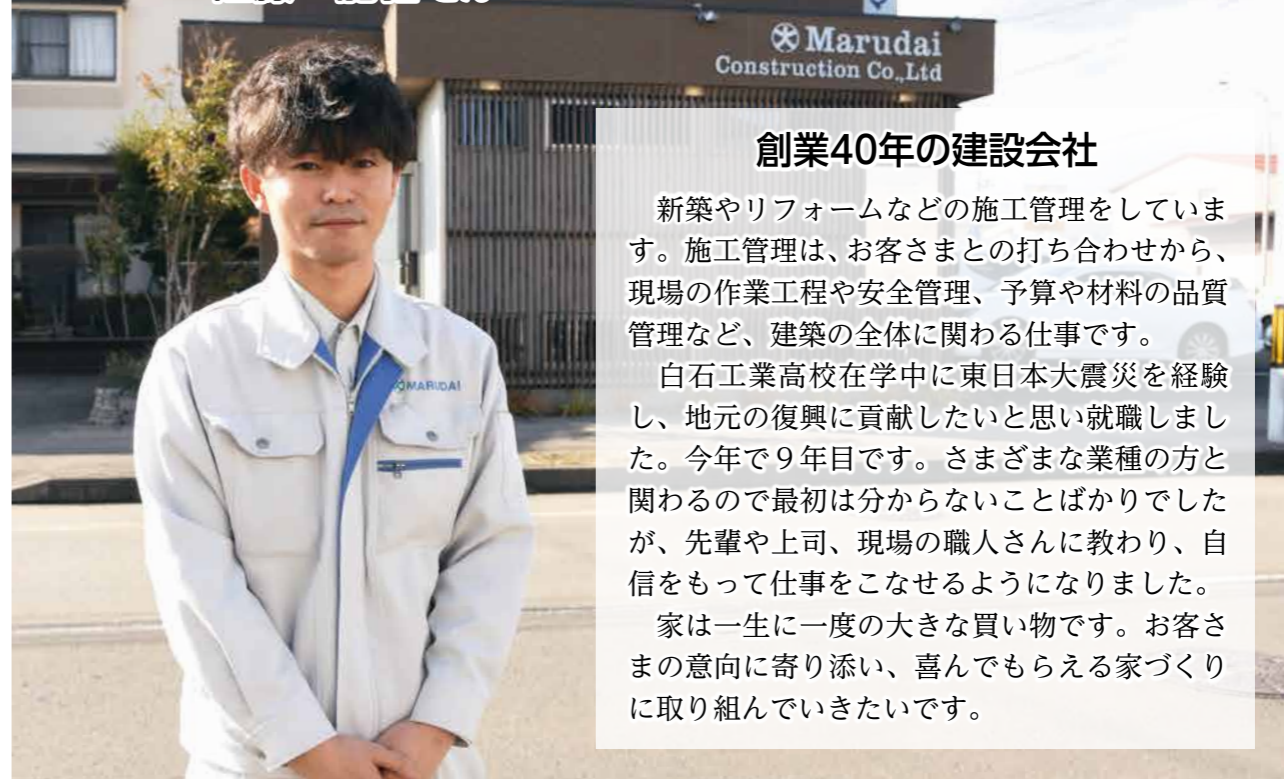 Marudai
Construction Co.,Ltd
MARUDAI
創業40年の建設会社
新築やリフォームなどの施工管理をしていま
す。施工管理は、お客さまとの打ち合わせから、
現場の作業工程や安全管理、予算や材料の品質
管理など、建築の全体に関わる仕事です。
白石工業高校在学中に東日本大震災を経験
し、地元の復興に貢献したいと思い就職しまし
た。今年で９年目です。さまざまな業種の方と
関わるので最初は分からないことばかりでした
が、先輩や上司、現場の職人さんに教わり、自
信をもって仕事をこなせるようになりました。
家は一生に一度の大きな買い物です。お客さ
まの意向に寄り添い、喜んでもらえる家づくり
に取り組んでいきたいです。